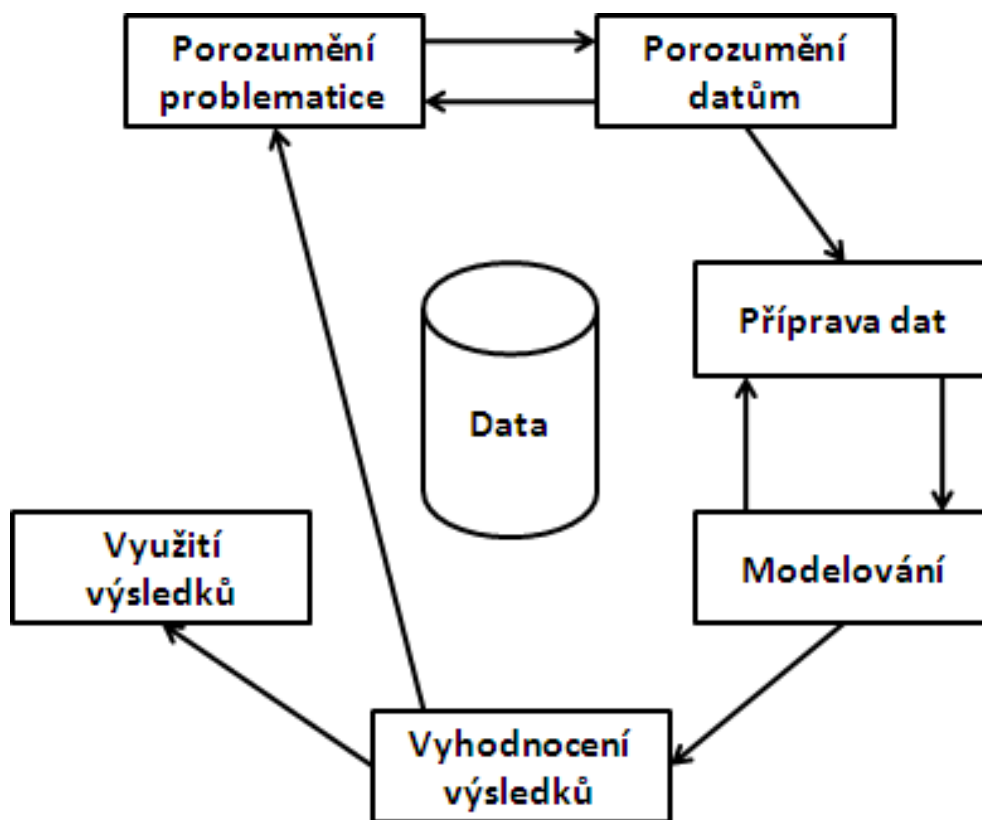 Porozumění
problematice
Porozumění
datům
Příprava dat
Data
Modelování
Využití
výsledků
Vyhodnocení
výsledků